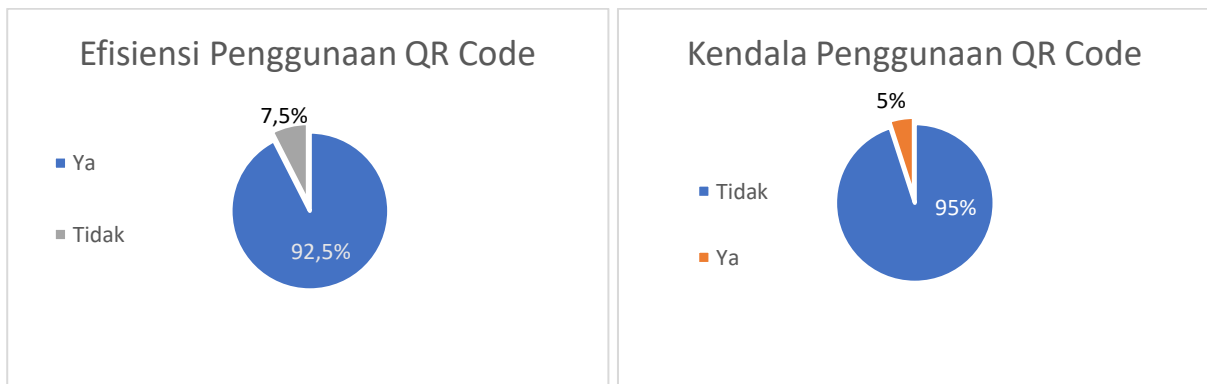 Efisiensi Penggunaan QR Code
7,5%
Ya
Tidak
92,5%
Kendala Penggunaan QR Code
5%
Tidak
95%
Ya